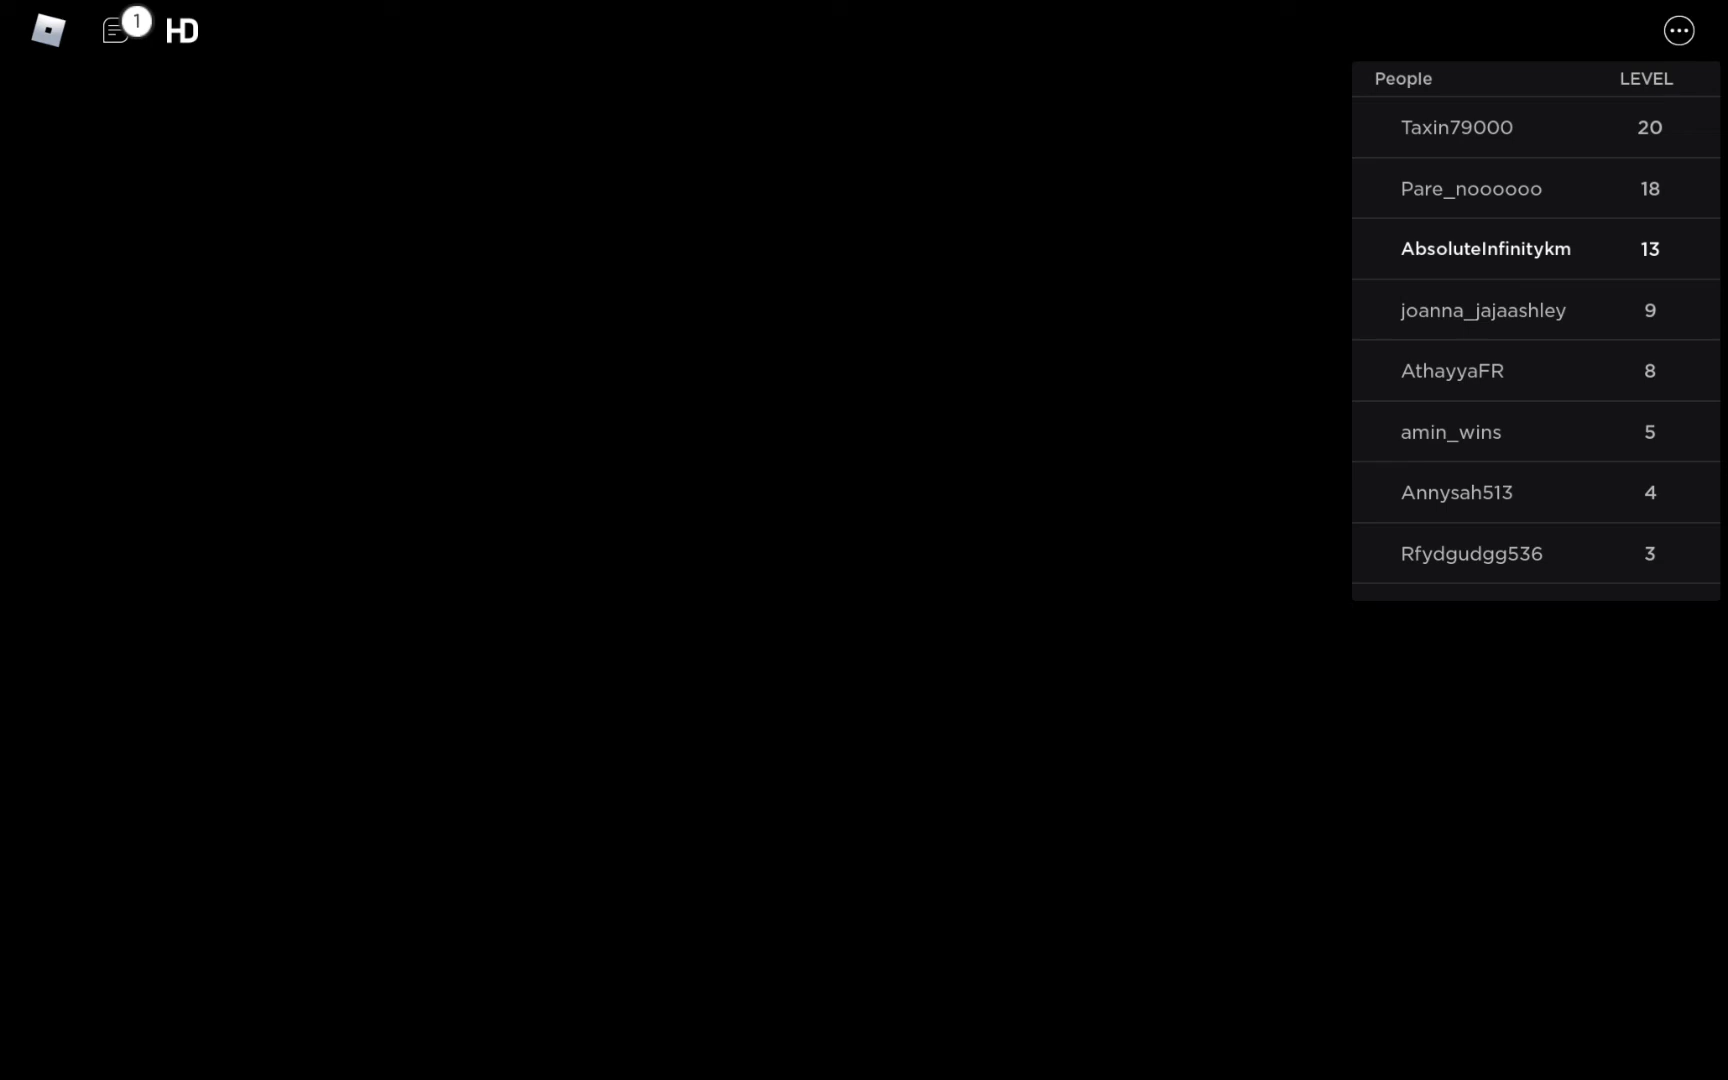 1 HD
People LEVEL
Taxin79000 20
Pare_noooooo 18
AbsoluteInfinitykm 13
joanna_jajaashley 9
AthayyaFR 8
amin_wins 5
Annysah513 4
Rfydgudgg536 3